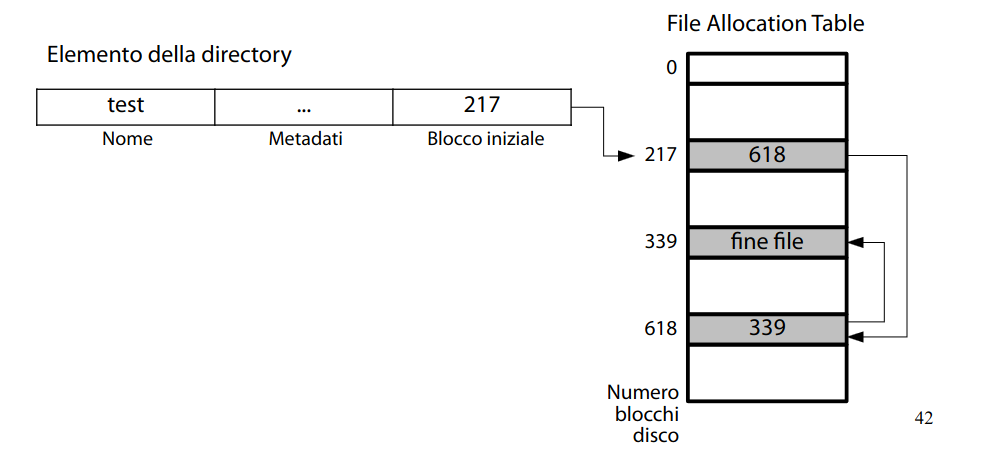 File Allocation Table
Elemento della directory
0
test ... 217
Nome Metadati Blocco iniziale
217 618
339 fine file
618 339
Numero
blocchi
disco
42